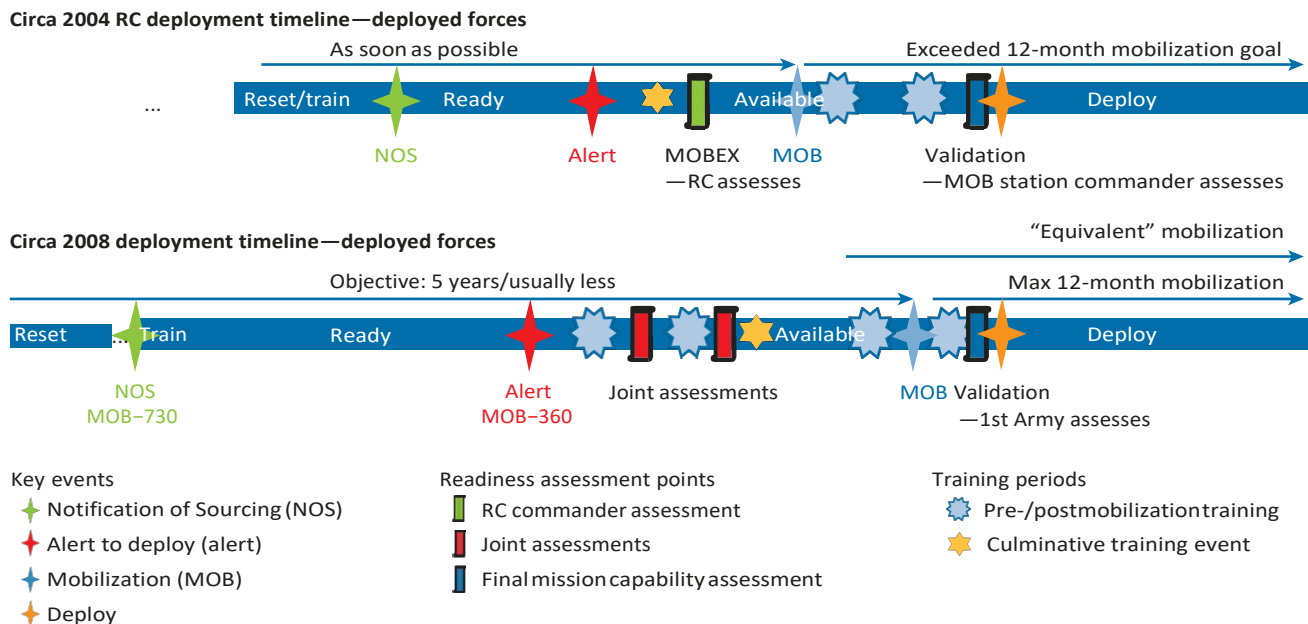 Circa 2004 RC deployment timeline—deployed forces
As soon as possible
Exceeded 12-month mobilization goal
...
Reset/train
Ready
Available
Deploy
NOS
Alert
MOBEX
—RC assesses
MOB
Validation
—MOB station commander assesses
Circa 2008 deployment timeline—deployed forces
“Equivalent” mobilization
Objective: 5 years/usually less
Max 12-month mobilization
Reset
...
Train
Ready
Available
Deploy
NOS
MOB–730
Alert
MOB–360
Joint assessments
MOB
Validation
—1st Army assesses
Key events
Notification of Sourcing (NOS)
Alert to deploy (alert)
Mobilization (MOB)
Deploy
Readiness assessment points
RC commander assessment
Joint assessments
Final mission capability assessment
Training periods
Pre-/postmobilization training
Culminative training event